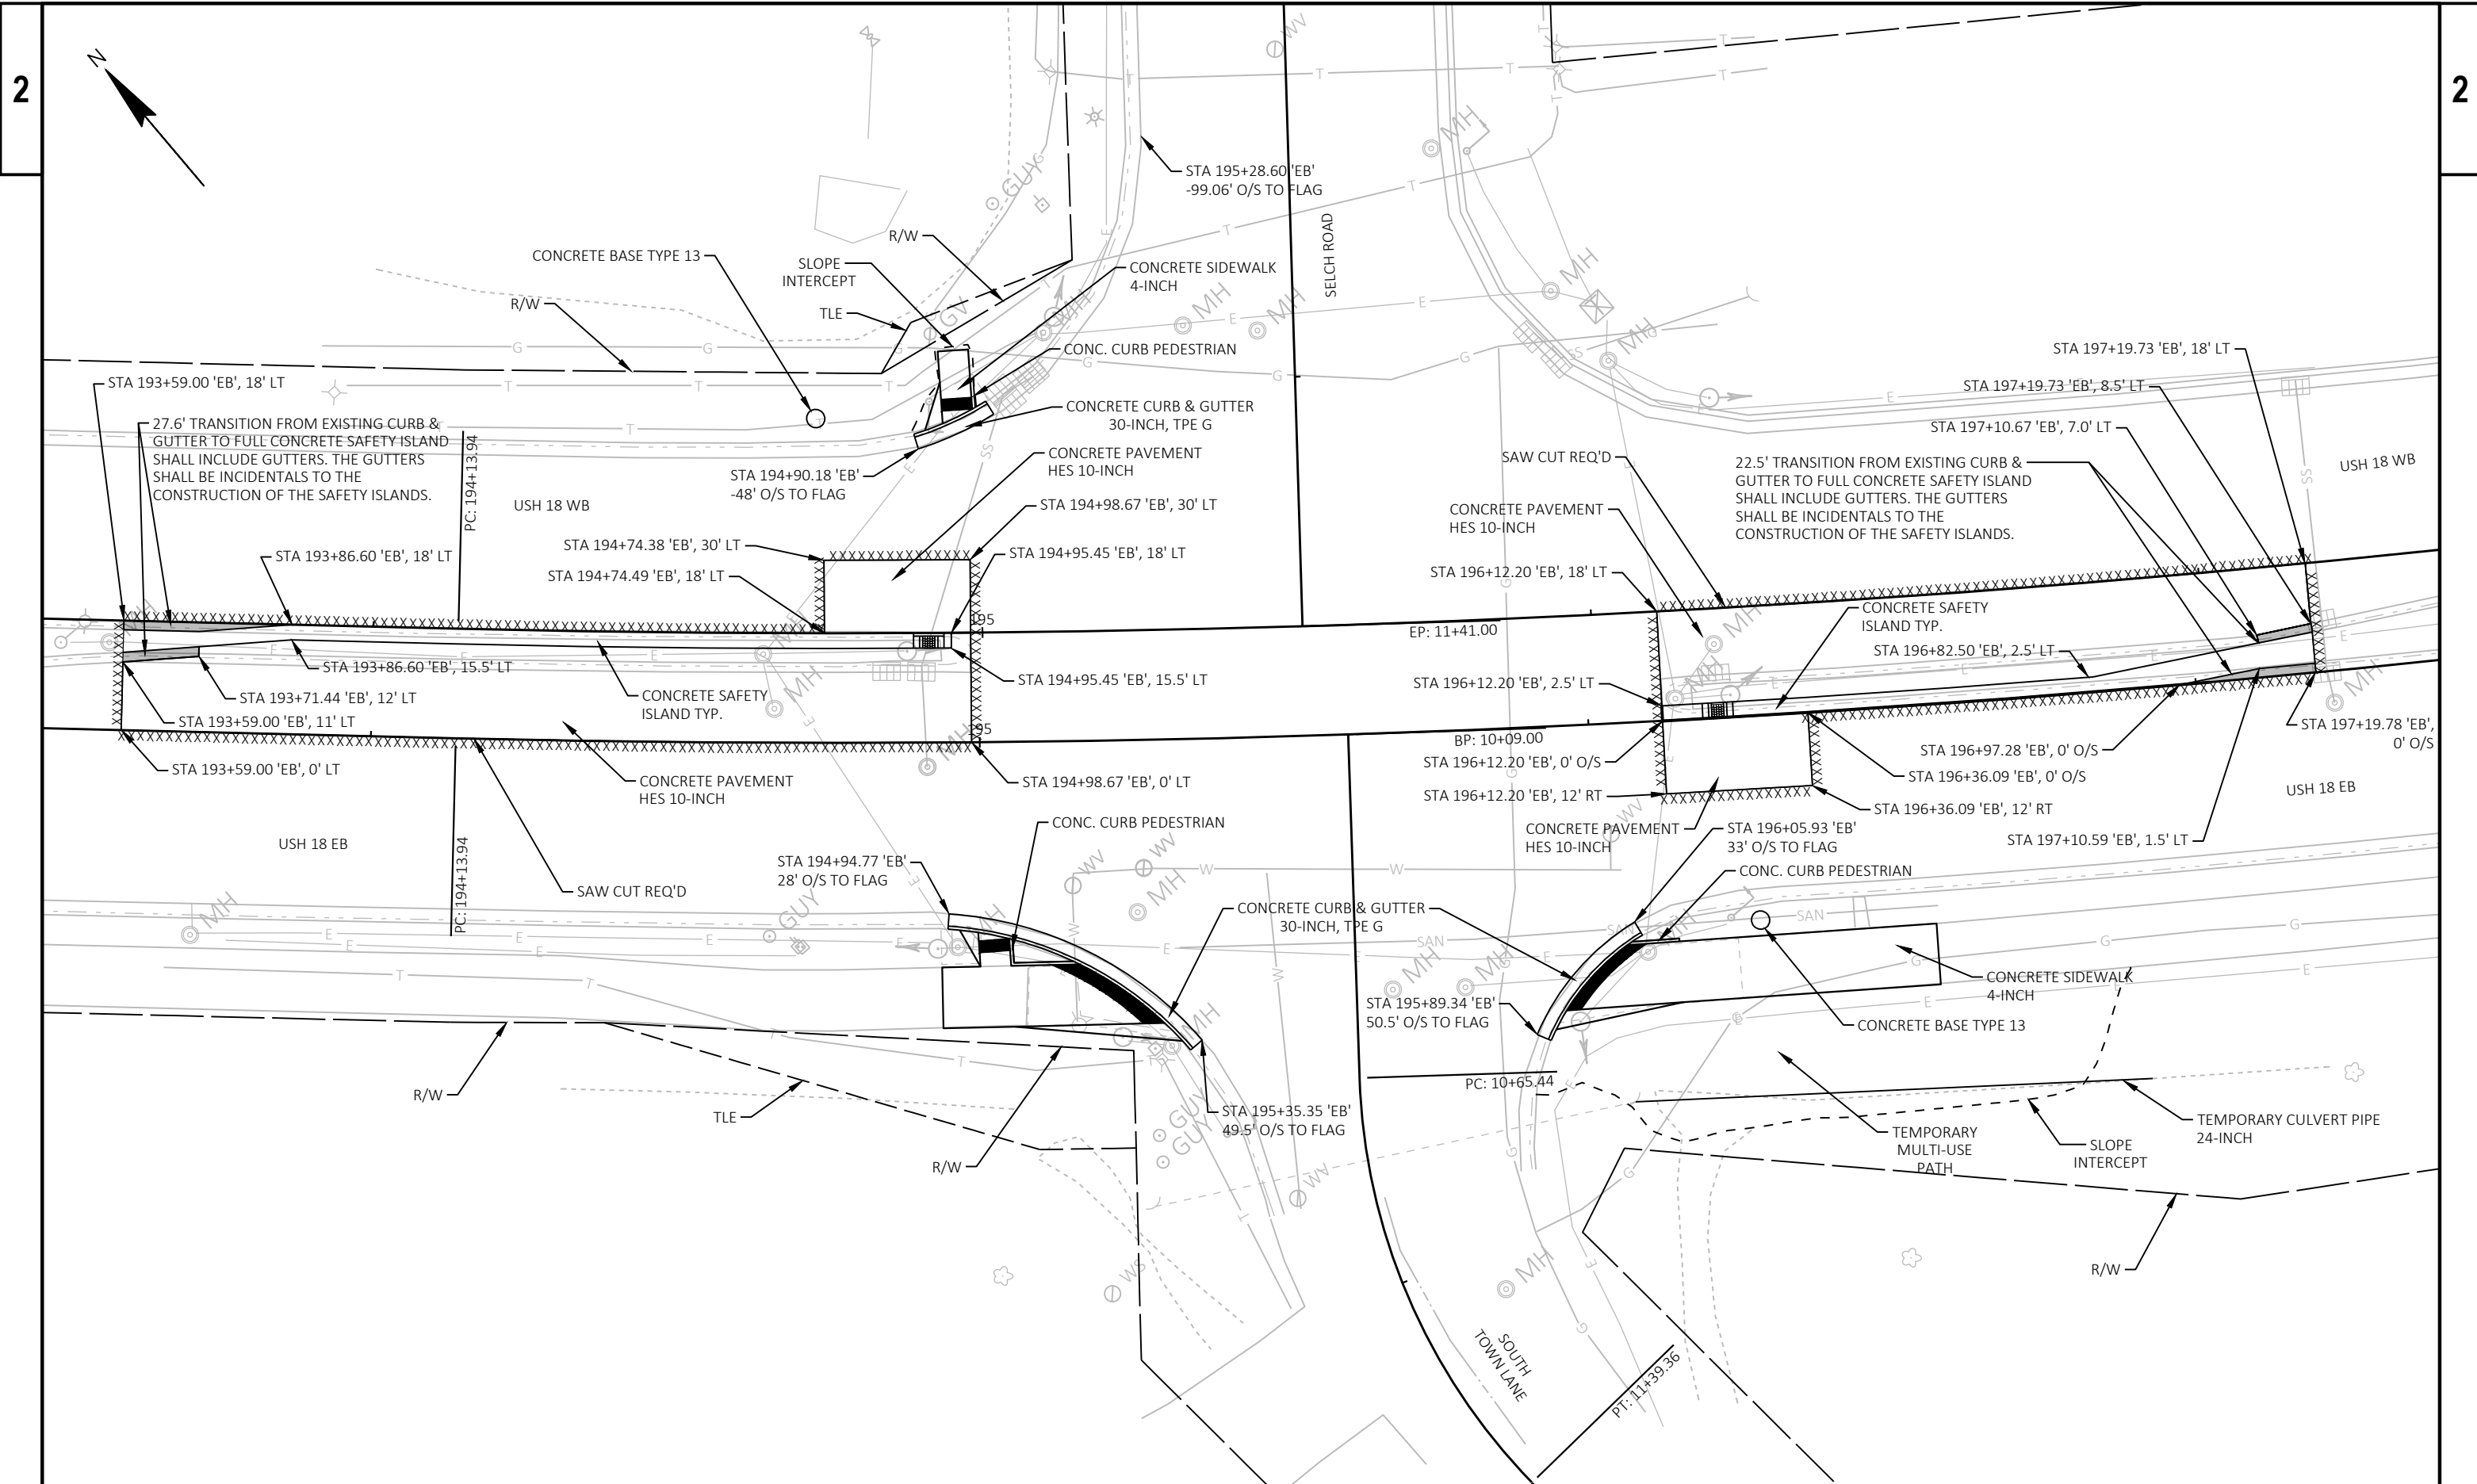 2
2
N
STA 195+28.60 'EB'
-99.06' O/S TO FLAG
SELCH ROAD
R/W
CONCRETE BASE TYPE 13
SLOPE
INTERCEPT
CONCRETE SIDEWALK
4-INCH
R/W
TLE
CONC. CURB PEDESTRIAN
STA 193+59.00 'EB', 18' LT
CONCRETE CURB & GUTTER
30-INCH, TPE G
27.6' TRANSITION FROM EXISTING CURB &
GUTTER TO FULL CONCRETE SAFETY ISLAND
SHALL INCLUDE GUTTERS. THE GUTTERS
SHALL BE INCIDENTALS TO THE
CONSTRUCTION OF THE SAFETY ISLANDS.
PC: 194+13.94
USH 18 WB
CONCRETE PAVEMENT
HES 10-INCH
STA 194+90.18 'EB'
-48' O/S TO FLAG
STA 194+98.67 'EB', 30' LT
STA 194+74.38 'EB', 30' LT
STA 194+95.45 'EB', 18' LT
STA 193+86.60 'EB', 18' LT
STA 194+74.49 'EB', 18' LT
195
STA 193+86.60 'EB', 15.5' LT
STA 194+95.45 'EB', 15.5' LT
STA 193+71.44 'EB', 12' LT
CONCRETE SAFETY
ISLAND TYP.
STA 193+59.00 'EB', 11' LT
195
STA 193+59.00 'EB', 0' LT
CONCRETE PAVEMENT
HES 10-INCH
STA 194+98.67 'EB', 0' LT
STA 197+19.73 'EB', 18' LT
STA 197+19.73 'EB', 8.5' LT
STA 197+10.67 'EB', 7.0' LT
SAW CUT REQ'D
22.5' TRANSITION FROM EXISTING CURB &
GUTTER TO FULL CONCRETE SAFETY ISLAND
SHALL INCLUDE GUTTERS. THE GUTTERS
SHALL BE INCIDENTALS TO THE
CONSTRUCTION OF THE SAFETY ISLANDS.
USH 18 WB
CONCRETE PAVEMENT
HES 10-INCH
STA 196+12.20 'EB', 18' LT
CONCRETE SAFETY
ISLAND TYP.
EP: 11+41.00
STA 196+82.50 'EB', 2.5' LT
STA 196+12.20 'EB', 2.5' LT
BP: 10+09.00
STA 196+12.20 'EB', 0' O/S
STA 197+19.78 'EB',
0' O/S
STA 196+97.28 'EB', 0' O/S
STA 196+36.09 'EB', 0' O/S
STA 196+12.20 'EB', 12' RT
STA 196+36.09 'EB', 12' RT
USH 18 EB
CONCRETE PAVEMENT
HES 10-INCH
STA 196+05.93 'EB'
33' O/S TO FLAG
STA 197+10.59 'EB', 1.5' LT
USH 18 EB
PC: 194+13.94
CONC. CURB PEDESTRIAN
STA 194+94.77 'EB'
28' O/S TO FLAG
SAW CUT REQ'D
CONC. CURB PEDESTRIAN
CONCRETE CURB & GUTTER
30-INCH, TPE G
CONCRETE SIDEWALK
4-INCH
STA 195+89.34 'EB'
50.5' O/S TO FLAG
CONCRETE BASE TYPE 13
R/W
TLE
R/W
STA 195+35.35 'EB'
49.5' O/S TO FLAG
PC: 10+65.44
TEMPORARY
MULTI-USE
PATH
SLOPE
INTERCEPT
TEMPORARY CULVERT PIPE
24-INCH
R/W
SOUTH
TOWN LANE
PT: 11+39.36
MH
GUY
GV
WV
WS
SAN
SS